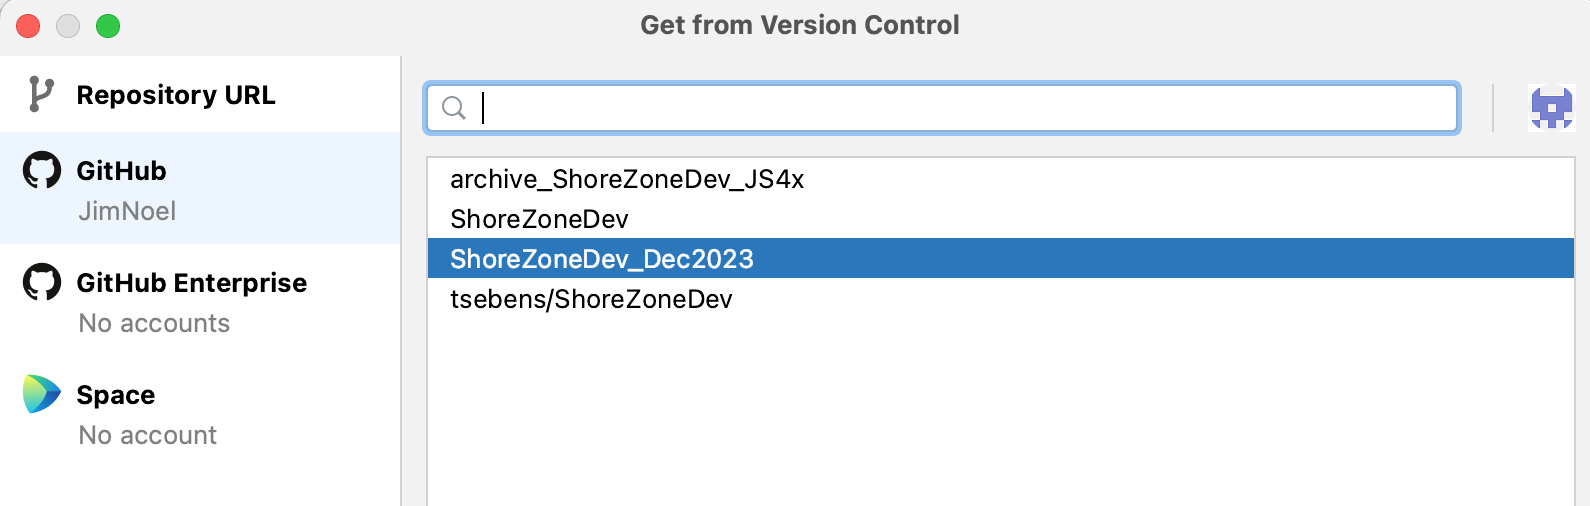 Get from Version Control
Repository URL
GitHub
JimNoel
GitHub Enterprise
No accounts
Space
No account
archive_ShoreZoneDev_JS4x
ShoreZoneDev
ShoreZoneDev_Dec2023
tsebens/ShoreZoneDev